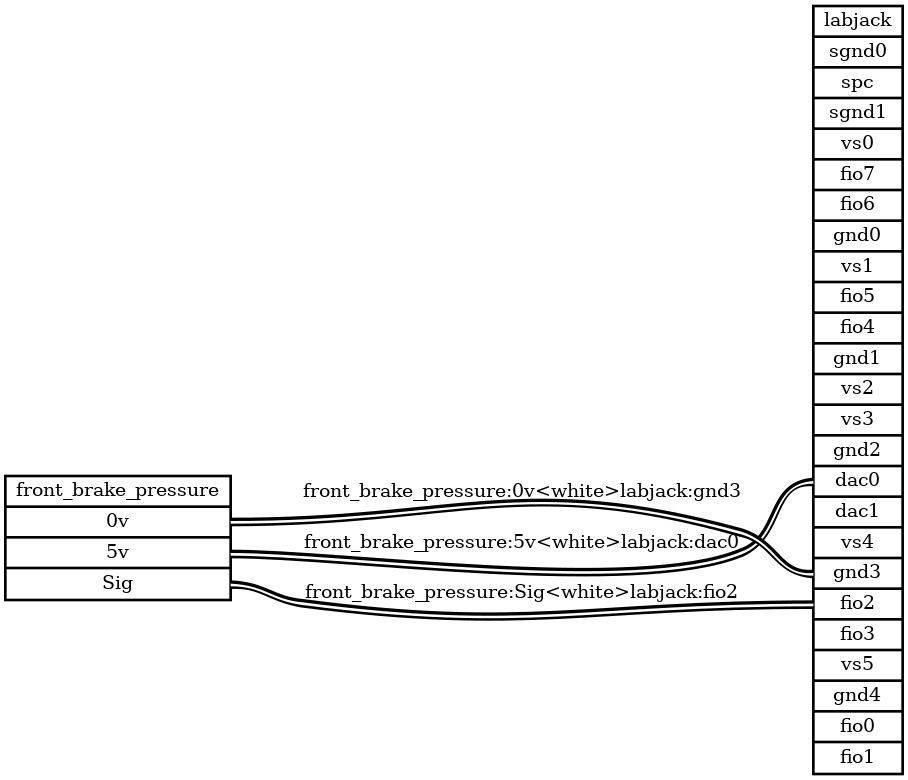 labjack
sgnd0
spc
sgnd1
vs0
fio7
fio6
gnd0
vs1
fio5
fio4
gnd1
vs2
vs3
gnd2
dac0
dac1
vs4
gnd3
fio2
fio3
vs5
gnd4
fio0
fio1
front_brake_pressure
0v
5v
Sig
front_brake_pressure:0v<white>labjack:gnd3
front_brake_pressure:5v<white>labjack:dac0
front_brake_pressure:Sig<white>labjack:fio2